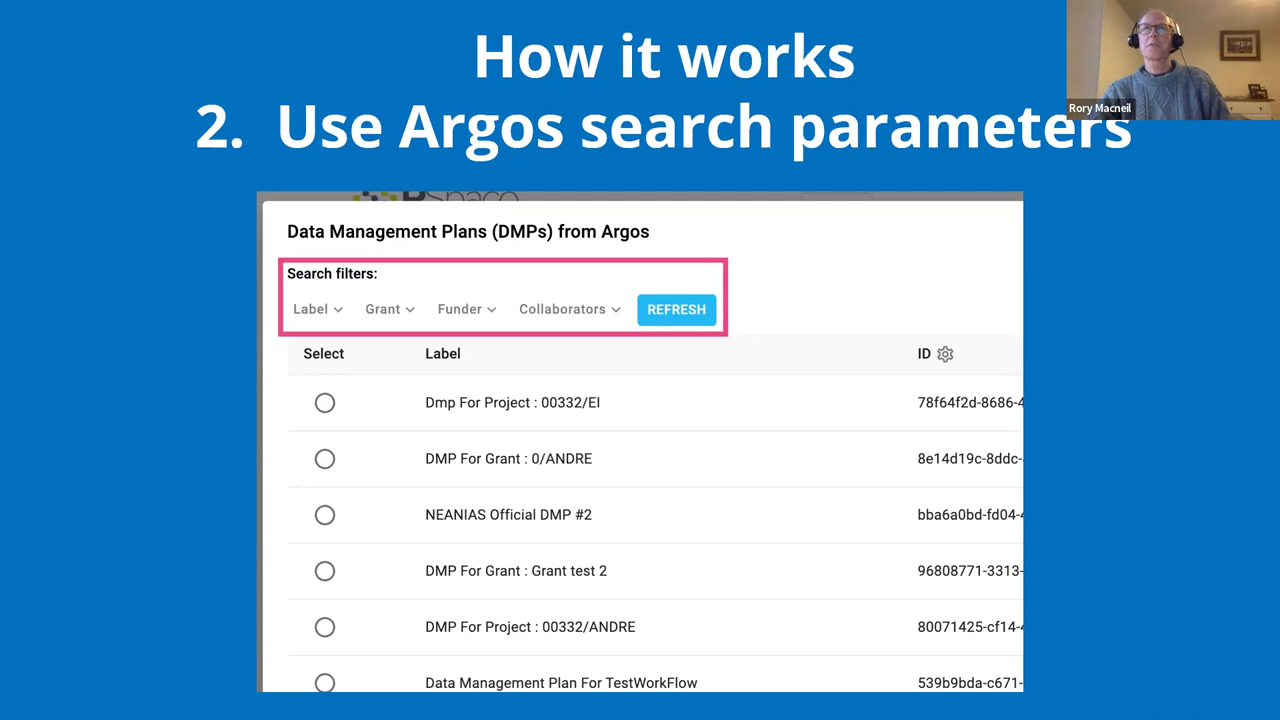 How it works
2. Use Argos search parameters
Rory Macneil
Data Management Plans (DMPs) from Argos
Search filters:
Label Grant Funder Collaborators REFRESH
Select Label ID
Dmp For Project : 00332/EI 78f64f2d-8686-4
DMP For Grant : 0/ANDRE 8e14d19c-8ddc-
NEANIAS Official DMP #2 bba6a0bd-fd04-4
DMP For Grant : Grant test 2 96808771-3313-
DMP For Project : 00332/ANDRE 80071425-cf14-4
Data Management Plan For TestWorkFlow 539b9bda-c671-